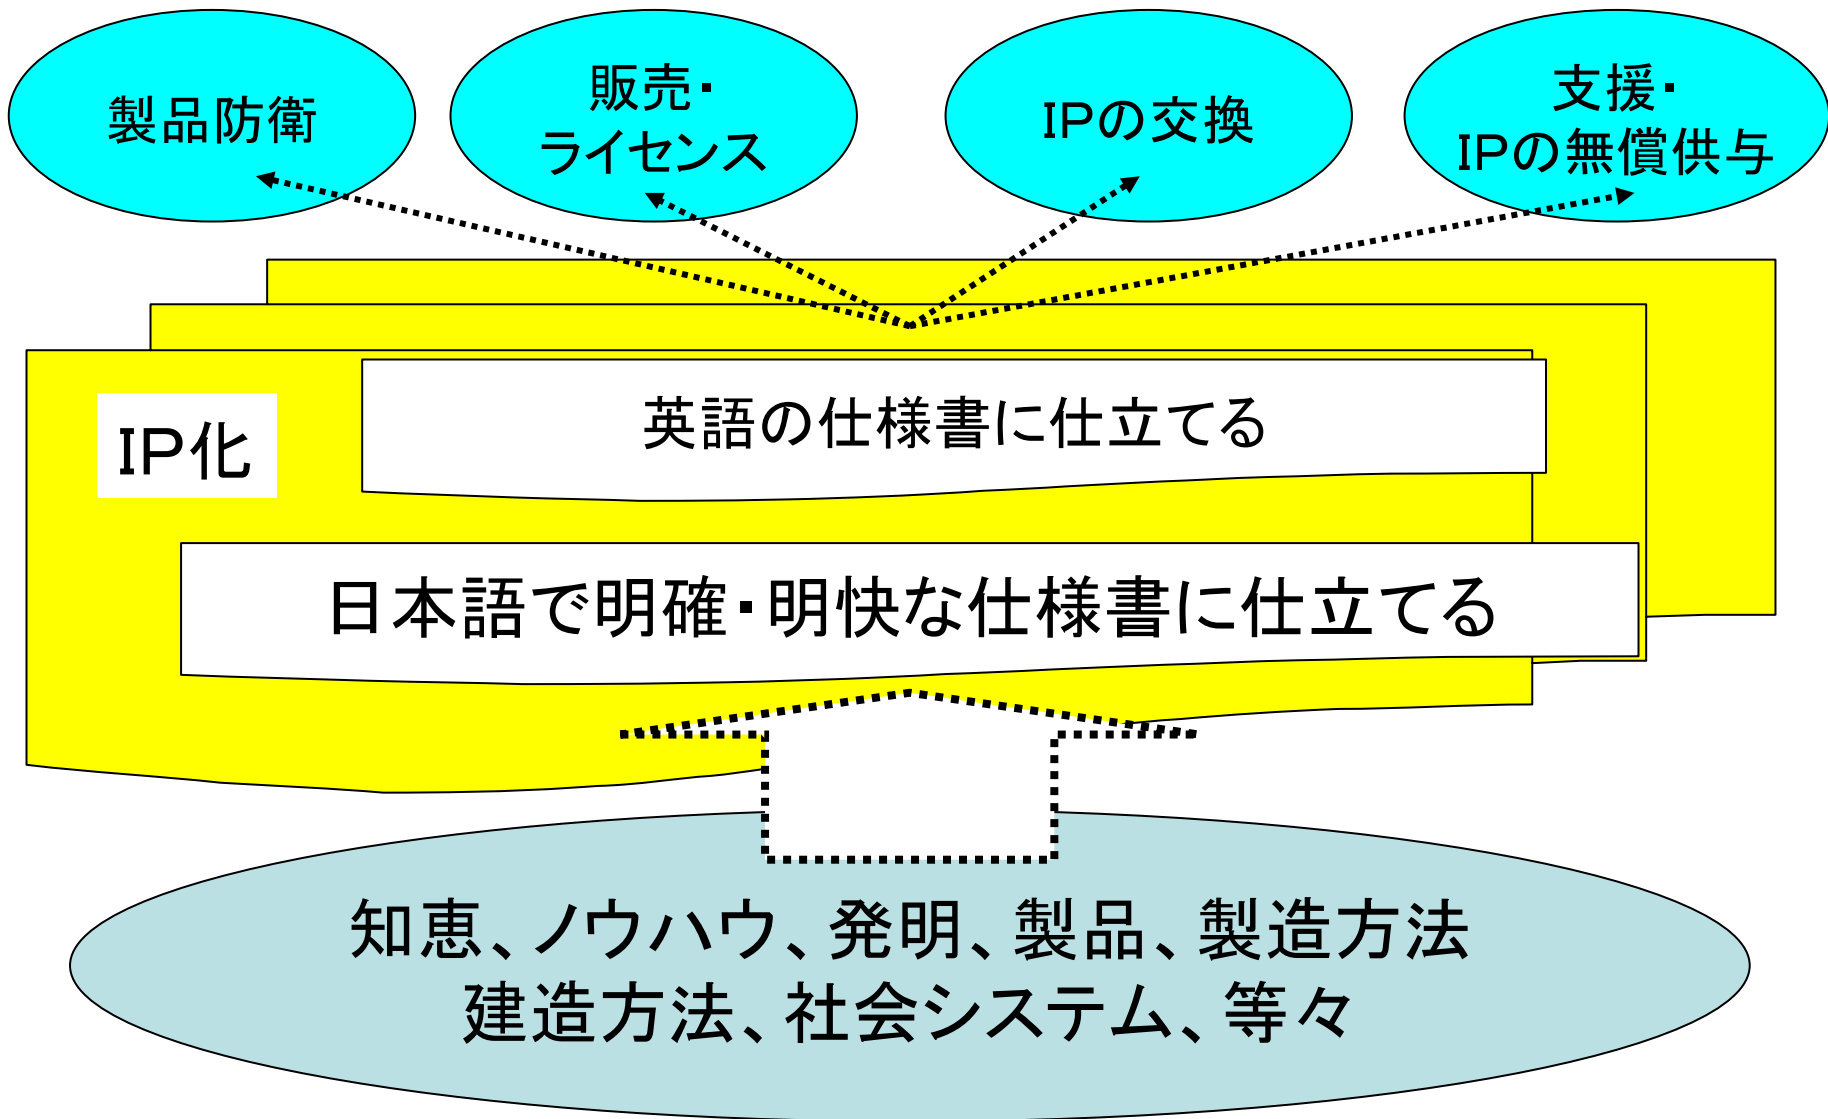 製品防衛
販売・
ライセンス
IPの交換
支援・
IPの無償供与
IP化
英語の仕様書に仕立てる
日本語で明確・明快な仕様書に仕立てる
知恵、ノウハウ、発明、製品、製造方法
建造方法、社会システム、等々